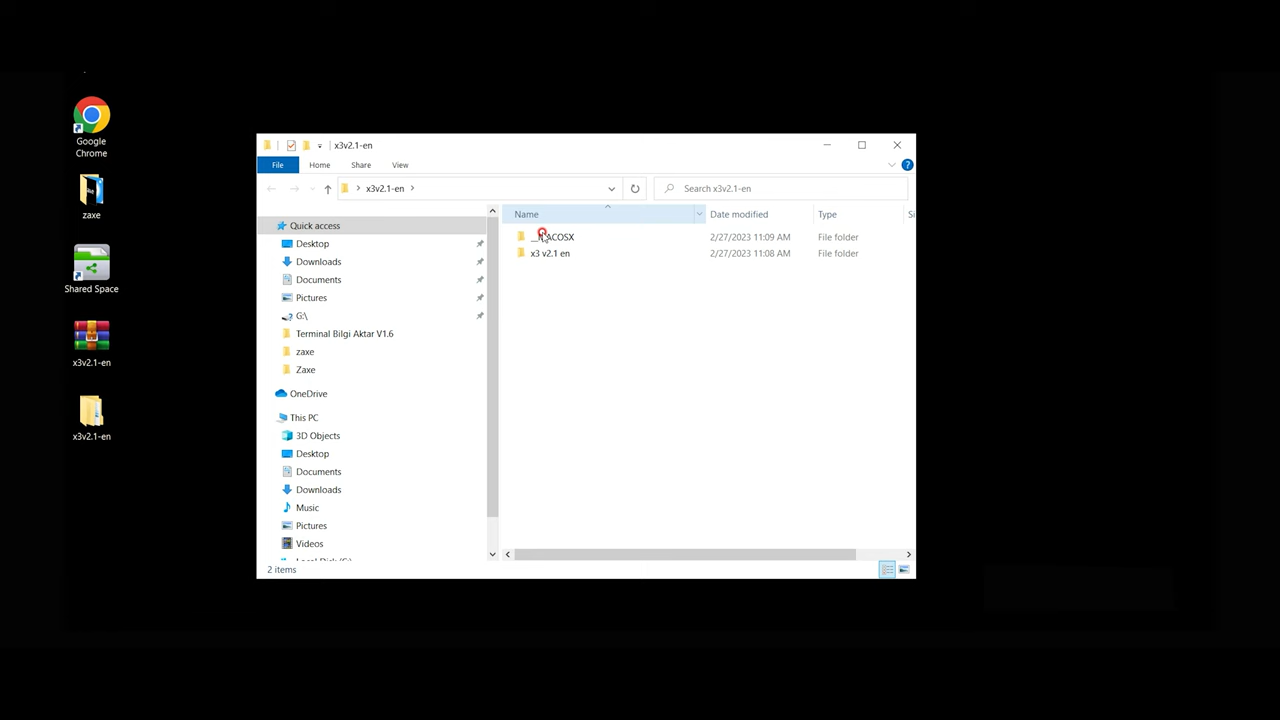 Google
Chrome
zaxe
Shared Space
x3v2.1-en
x3v2.1-en
x3v2.1-en
File
Home
Share
View
x3v2.1-en
Search x3v2.1-en
Quick access
Desktop
Downloads
Documents
Pictures
G:\
Terminal Bilgi Aktar V1.6
zaxe
Zaxe
OneDrive
This PC
3D Objects
Desktop
Documents
Downloads
Music
Pictures
Videos
Name Date modified Type
__MACOSX 2/27/2023 11:09 AM File folder
x3 v2.1 en 2/27/2023 11:08 AM File folder
2 items